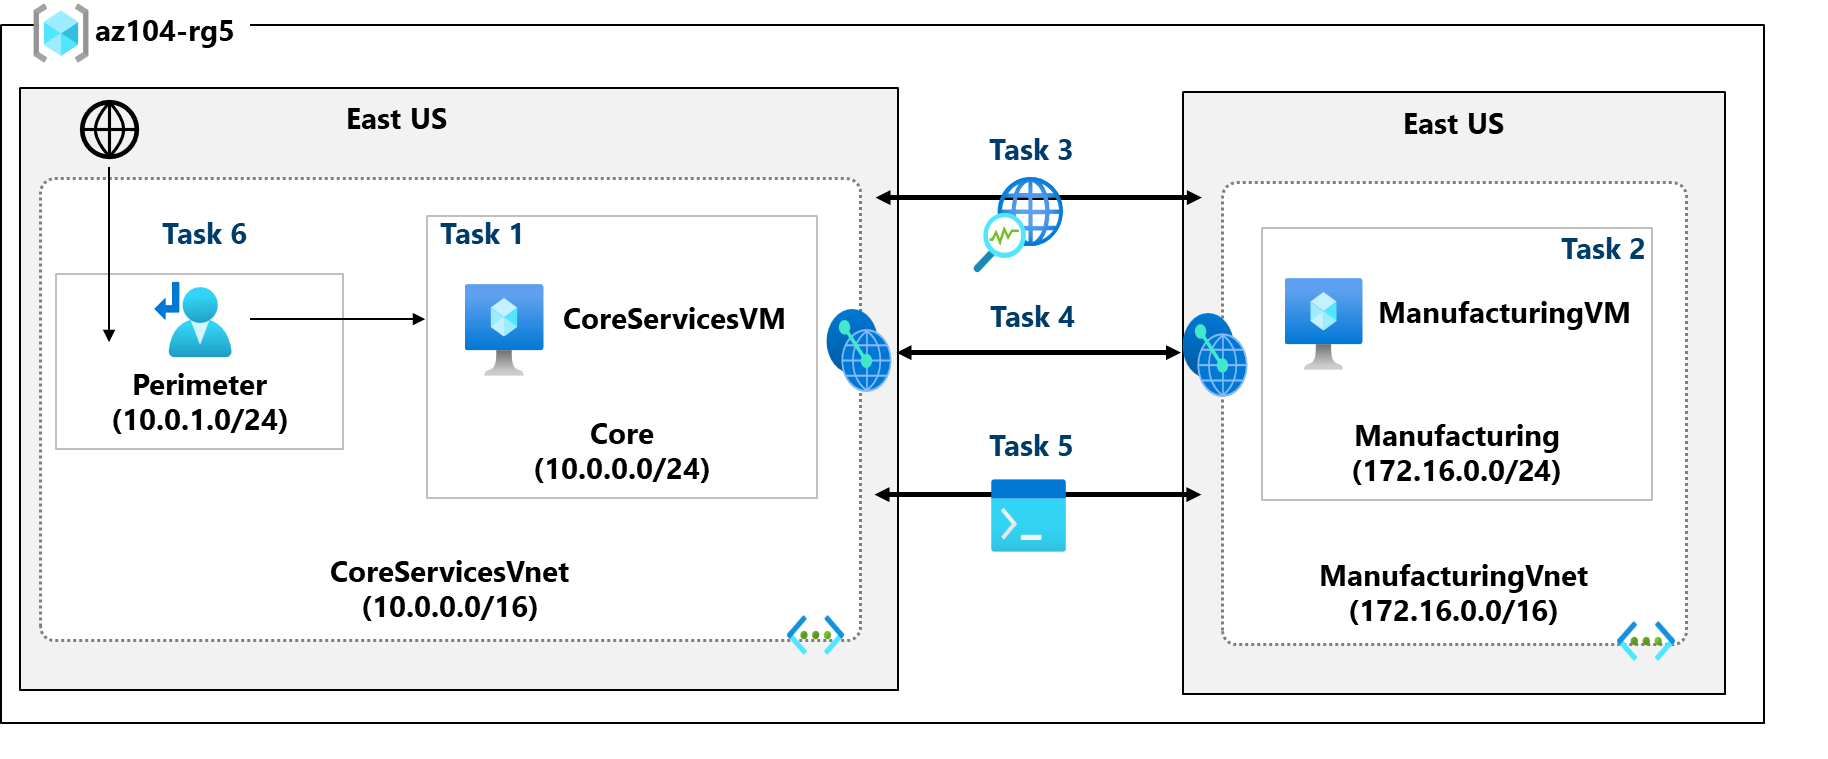 az104-rg5
East US
Task 6
Task 1
CoreServicesVM
Perimeter
(10.0.1.0/24)
Core
(10.0.0.0/24)
CoreServicesVnet
(10.0.0.0/16)
Task 3
Task 4
Task 5
East US
Task 2
ManufacturingVM
Manufacturing
(172.16.0.0/24)
ManufacturingVnet
(172.16.0.0/16)